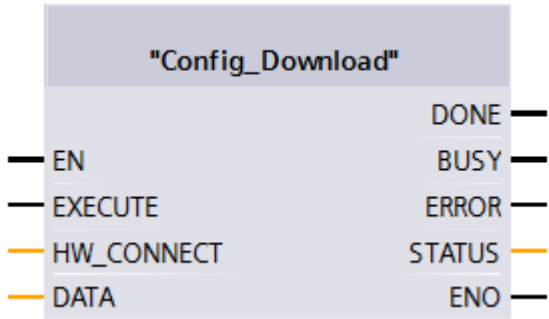 "Config_Download"
DONE
EN BUSY
EXECUTE ERROR
HW_CONNECT STATUS
DATA ENO